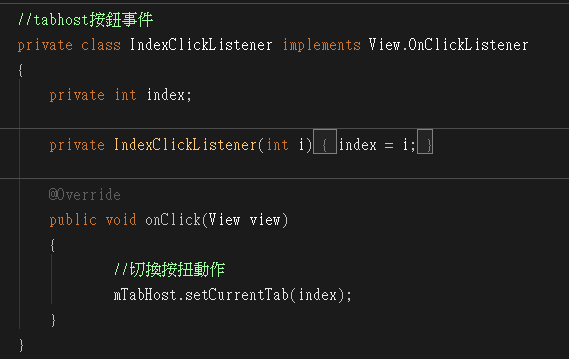 //tabhost按鈕事件
private class IndexClickListener implements View.OnClickListener
{
private int index;
private IndexClickListener(int i){ index = i; }
@Override
public void onClick(View view)
{
//切換按扭動作
mTabHost.setCurrentTab(index);
}
}